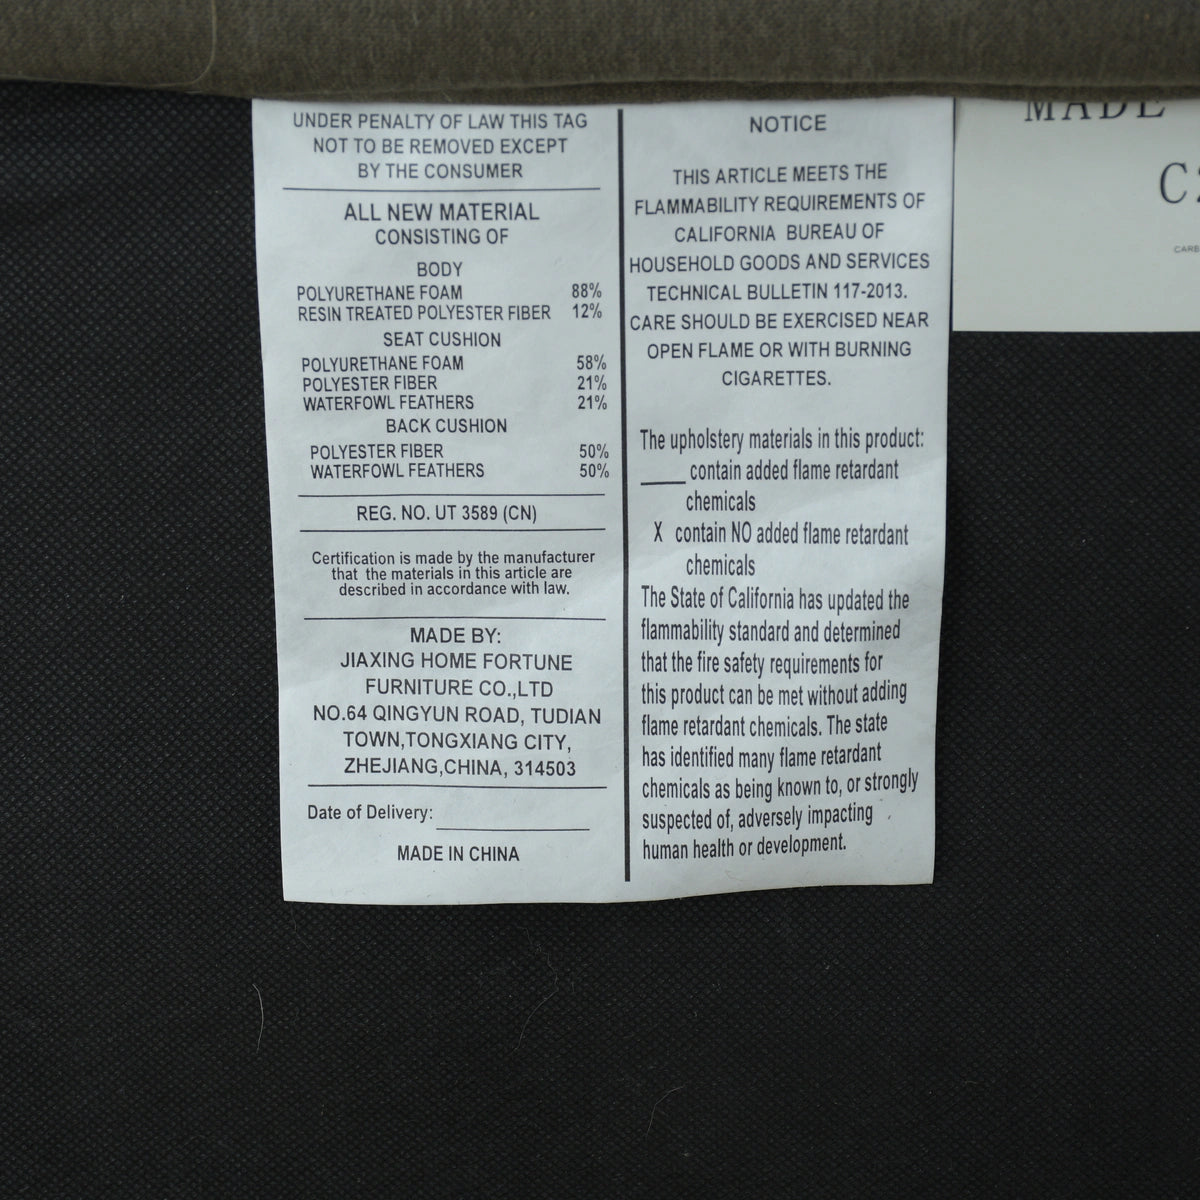 UNDER PENALTY OF LAW THIS TAG
NOT TO BE REMOVED EXCEPT
BY THE CONSUMER
ALL NEW MATERIAL
CONSISTING OF
BODY
POLYURETHANE FOAM 88%
RESIN TREATED POLYESTER FIBER 12%
SEAT CUSHION
POLYURETHANE FOAM 58%
POLYESTER FIBER 21%
WATERFOWL FEATHERS 21%
BACK CUSHION
POLYESTER FIBER 50%
WATERFOWL FEATHERS 50%
REG. NO. UT 3589 (CN)
Certification is made by the manufacturer
that the materials in this article are
described in accordance with law.
MADE BY:
JIAXING HOME FORTUNE
FURNITURE CO.,LTD
NO.64 QINGYUN ROAD, TUDIAN
TOWN,TONGXIANG CITY,
ZHEJIANG,CHINA, 314503
Date of Delivery:
MADE IN CHINA
NOTICE
THIS ARTICLE MEETS THE
FLAMMABILITY REQUIREMENTS OF
CALIFORNIA BUREAU OF
HOUSEHOLD GOODS AND SERVICES
TECHNICAL BULLETIN 117-2013.
CARE SHOULD BE EXERCISED NEAR
OPEN FLAME OR WITH BURNING
CIGARETTES.
The upholstery materials in this product:
_____ contain added flame retardant
chemicals
X contain NO added flame retardant
chemicals
The State of California has updated the
flammability standard and determined
that the fire safety requirements for
this product can be met without adding
flame retardant chemicals. The state
has identified many flame retardant
chemicals as being known to, or strongly
suspected of, adversely impacting
human health or development.
MADE